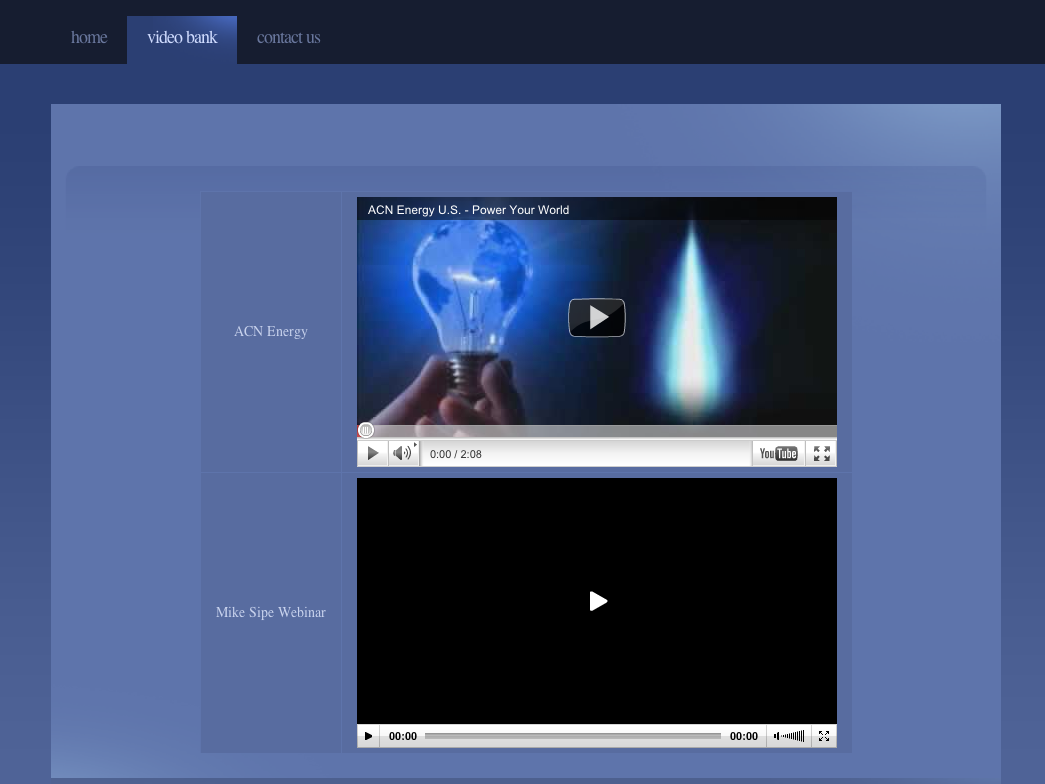 home
video bank
contact us
ACN Energy U.S. - Power Your World
ACN Energy
0:00 / 2:08
YouTube
Mike Sipe Webinar
00:00
00:00